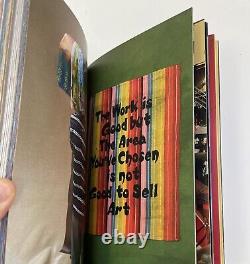 The Work is
Good but
The Area
You've Chosen
is not
Good to Sell
Art